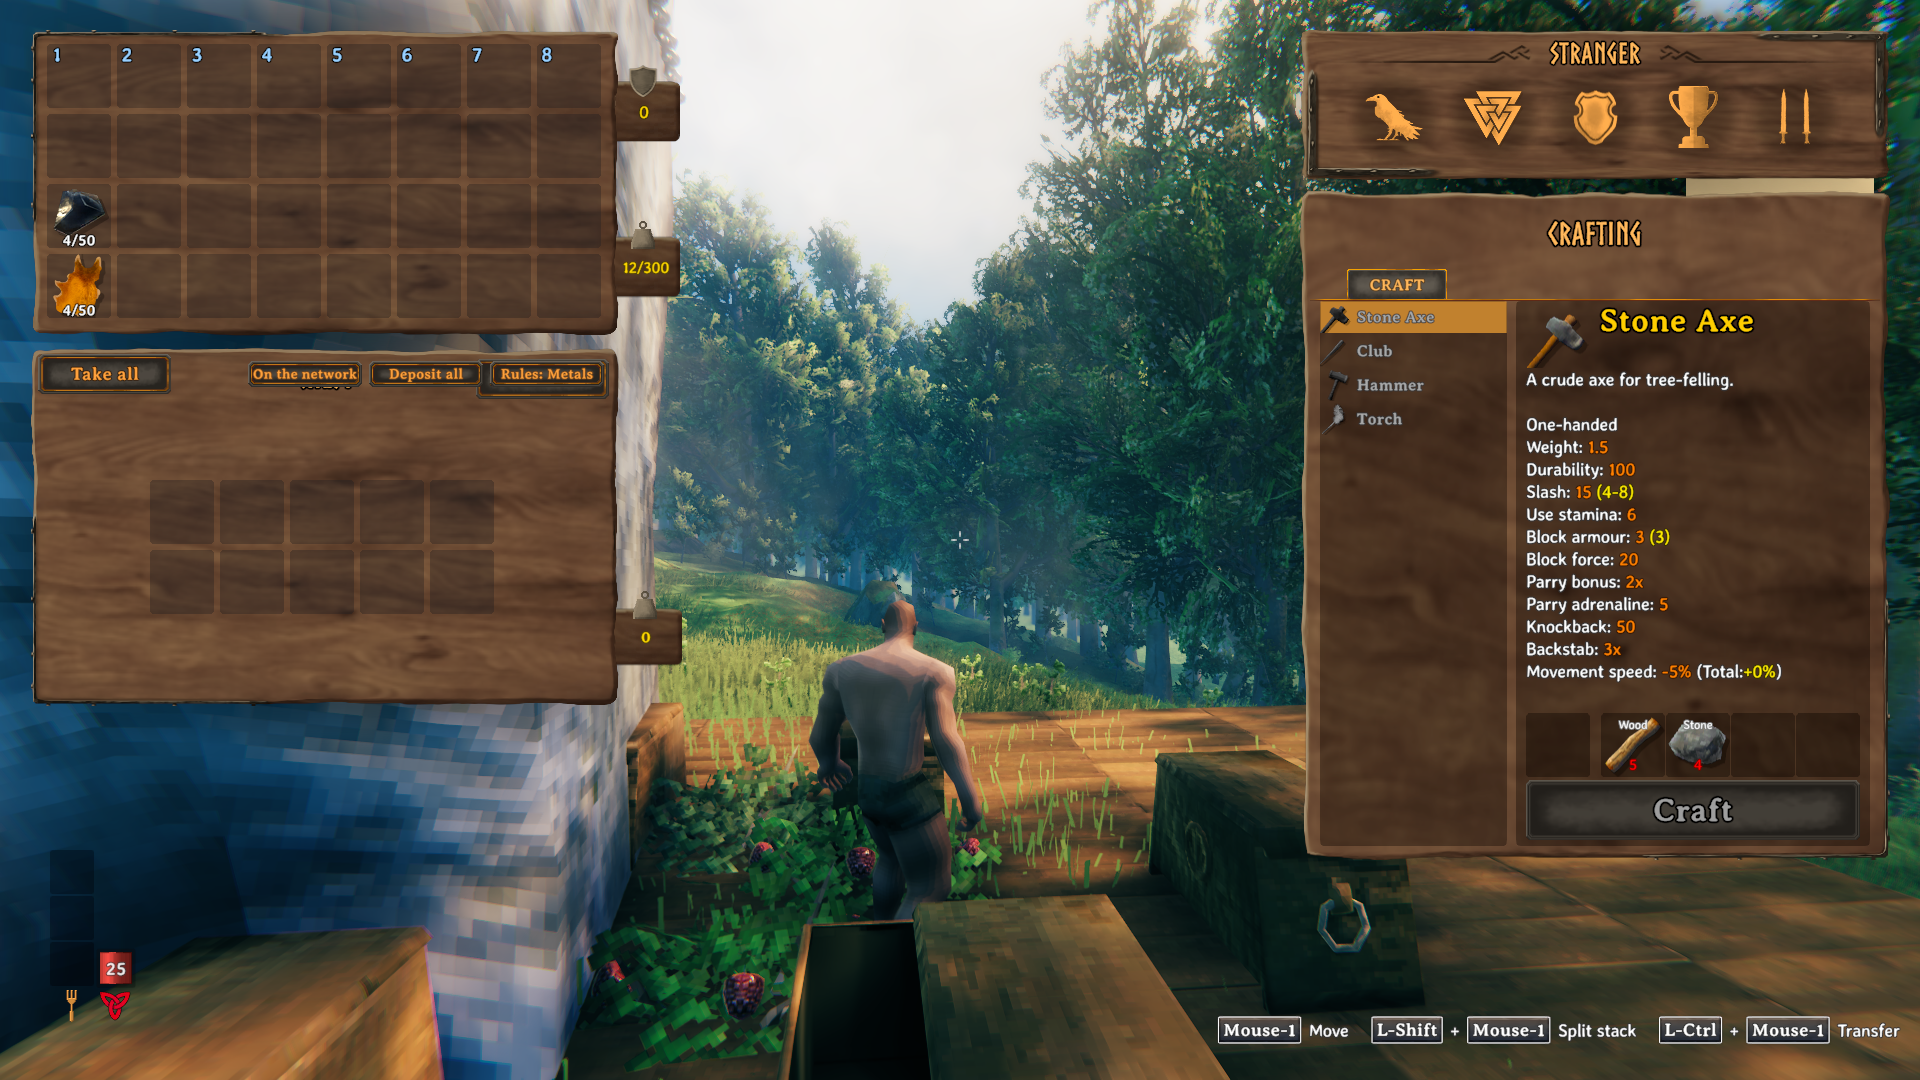 1 2 3 4 5 6 7 8
0
4/50
12/300
4/50
Take all
On the network
Deposit all
Rules: Metals
0
25
STRANGER
CRAFTING
CRAFT
Stone Axe
Club
Hammer
Torch
Stone Axe
A crude axe for tree-felling.
One-handed
Weight: 1.5
Durability: 100
Slash: 15 (4-8)
Use stamina: 6
Block armour: 3 (3)
Block force: 20
Parry bonus: 2x
Parry adrenaline: 5
Knockback: 50
Backstab: 3x
Movement speed: -5% (Total:+0%)
Wood
5
Stone
4
Craft
Mouse-1 Move L-Shift + Mouse-1 Split stack L-Ctrl + Mouse-1 Transfer